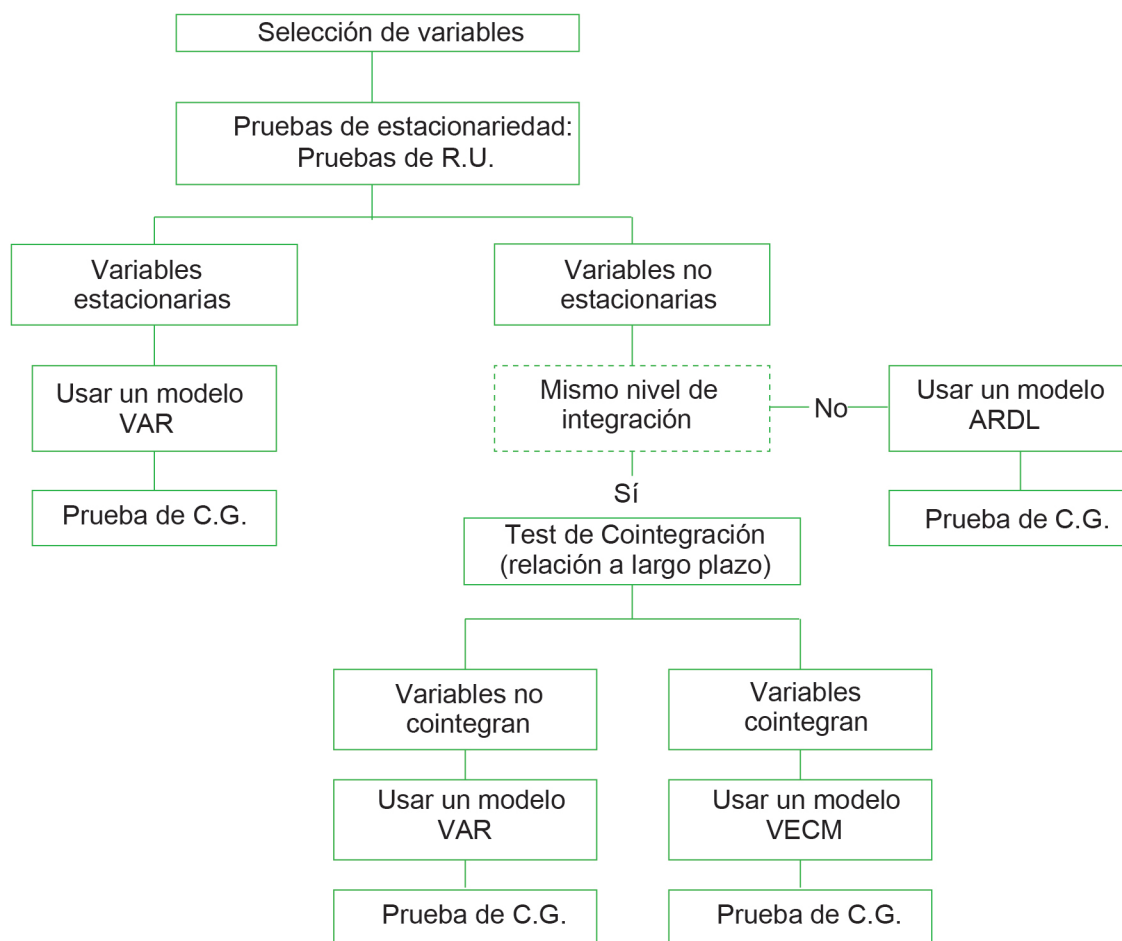 Selección de variables
Pruebas de estacionariedad:
Pruebas de R.U.
Variables
estacionarias
Variables no
estacionarias
Usar un modelo
VAR
Mismo nivel de
integración
No
Usar un modelo
ARDL
Prueba de C.G.
Sí
Prueba de C.G.
Test de Cointegración
(relación a largo plazo)
Variables no
cointegran
Variables
cointegran
Usar un modelo
VAR
Usar un modelo
VECM
Prueba de C.G.
Prueba de C.G.